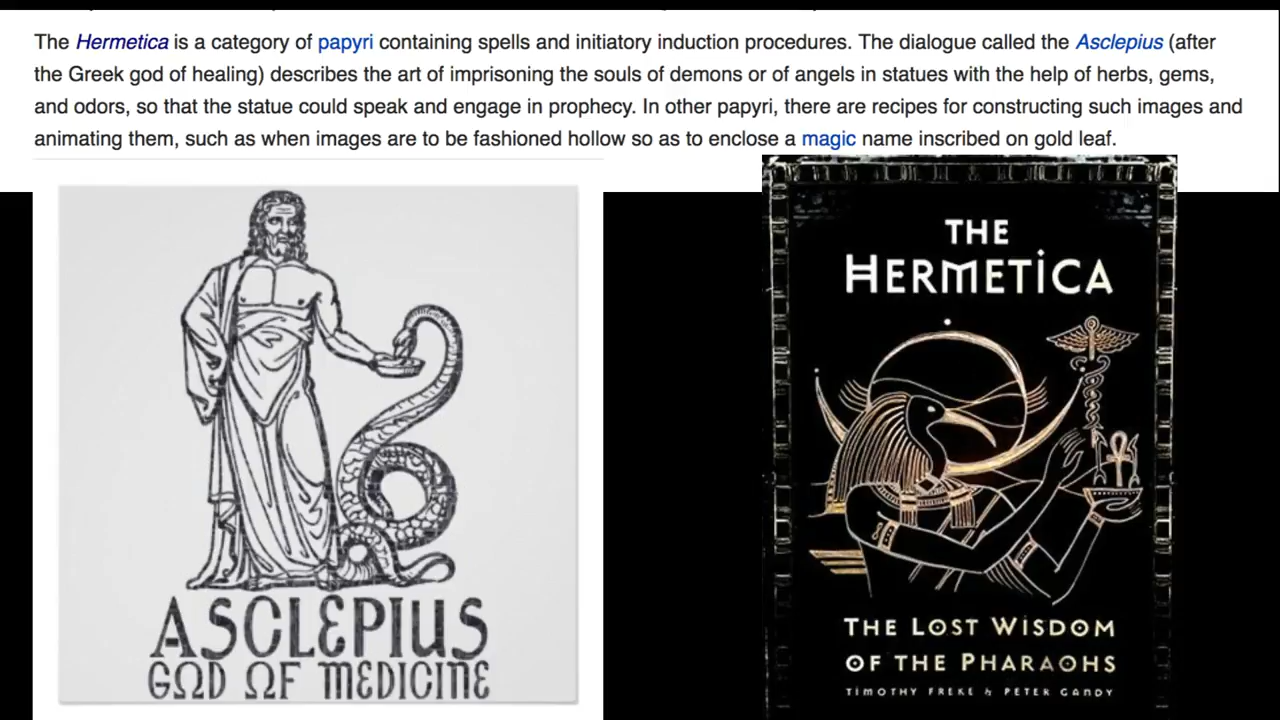 The Hermetica is a category of papyri containing spells and initiatory induction procedures. The dialogue called the Asclepius (after
the Greek god of healing) describes the art of imprisoning the souls of demons or of angels in statues with the help of herbs, gems,
and odors, so that the statue could speak and engage in prophecy. In other papyri, there are recipes for constructing such images and
animating them, such as when images are to be fashioned hollow so as to enclose a magic name inscribed on gold leaf.
ASCLEPIUS
GΩD ΩF MEDICINE
THE
HERMETICA
THE LOST WISDOM
OF THE PHARAOHS
TIMOTHY FREKE & PETER GANDY